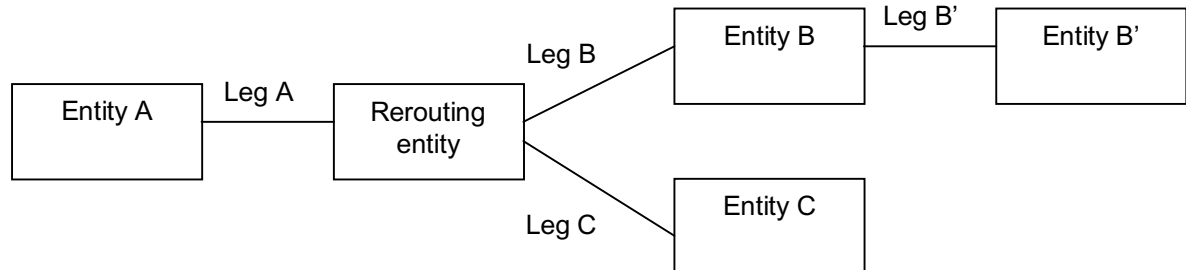 Entity A
Leg A
Rerouting
entity
Leg B
Entity B
Leg B’
Entity B’
Leg C
Entity C